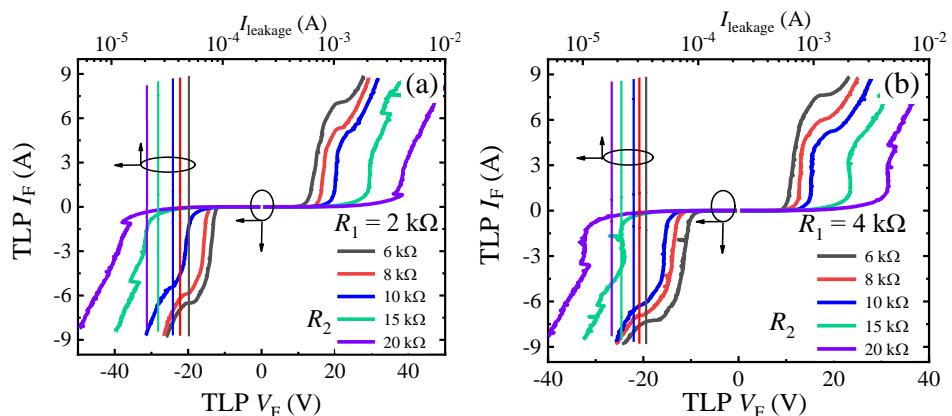 I_leakage (A)
10^-5 10^-4 10^-3 10^-2
(a)
TLP I_F (A)
9
6
3
0
-3
-6
-9
R_1 = 2 kΩ
6 kΩ
8 kΩ
10 kΩ
15 kΩ
20 kΩ
R_2
-50 -20 0 20 40
TLP V_F (V)
I_leakage (A)
10^-5 10^-4 10^-3 10^-2
(b)
TLP I_F (A)
9
6
3
0
-3
-6
-9
R_1 = 4 kΩ
6 kΩ
8 kΩ
10 kΩ
15 kΩ
20 kΩ
R_2
-40 -20 0 20 40
TLP V_F (V)